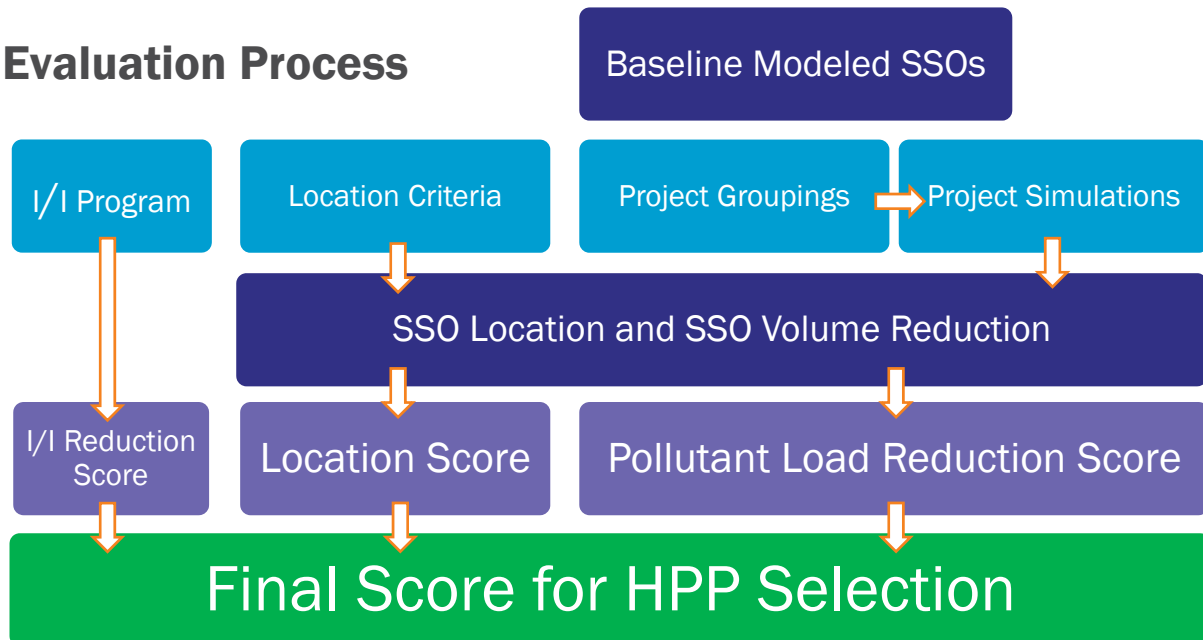 Evaluation Process
Baseline Modeled SSOs
I/I Program
Location Criteria
Project Groupings
Project Simulations
SSO Location and SSO Volume Reduction
I/I Reduction
Score
Location Score
Pollutant Load Reduction Score
Final Score for HPP Selection